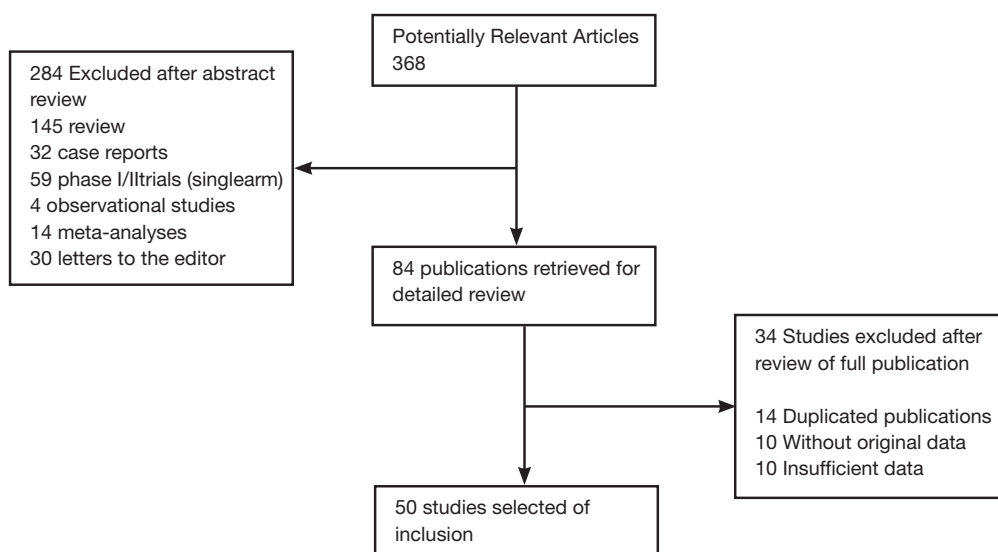 Potentially Relevant Articles
368
284 Excluded after abstract
review
145 review
32 case reports
59 phase I/IItrials (singlearm)
4 observational studies
14 meta-analyses
30 letters to the editor
84 publications retrieved for
detailed review
34 Studies excluded after
review of full publication
14 Duplicated publications
10 Without original data
10 Insufficient data
50 studies selected of
inclusion